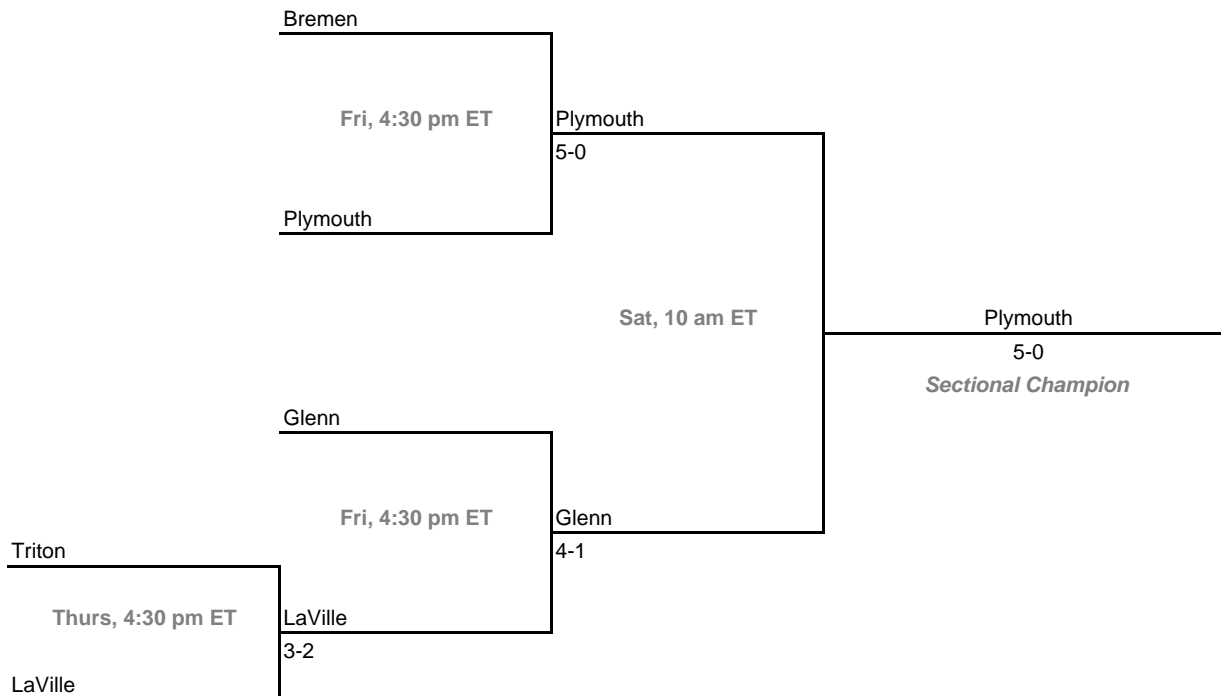 Bremen
Fri, 4:30 pm ET
Plymouth
5-0
Plymouth
Sat, 10 am ET
Plymouth
5-0
Sectional Champion
Glenn
Fri, 4:30 pm ET
Glenn
4-1
Triton
Thurs, 4:30 pm ET
LaVille
3-2
LaVille